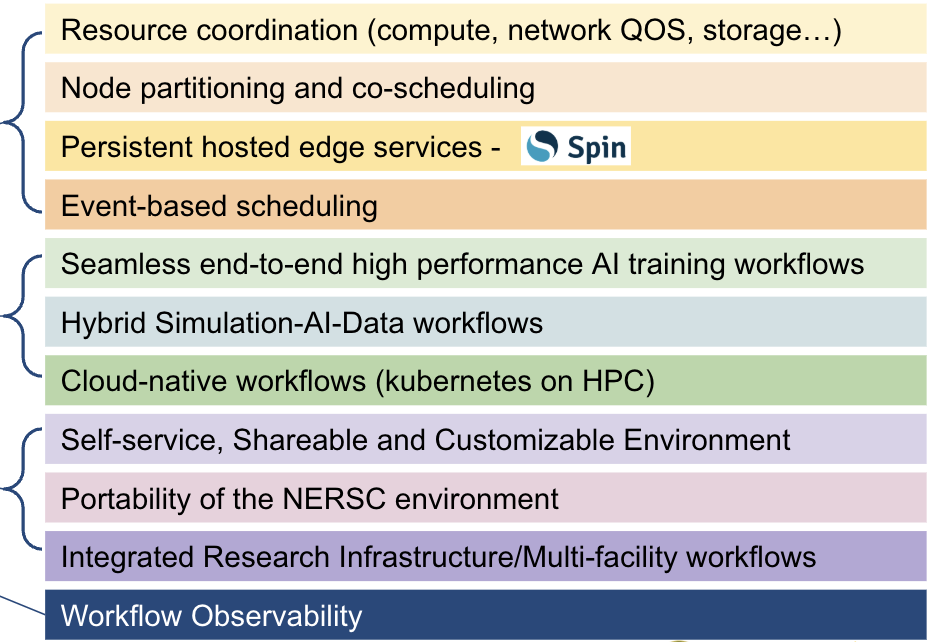 Resource coordination (compute, network QOS, storage…)
Node partitioning and co-scheduling
Persistent hosted edge services - Spin
Event-based scheduling
Seamless end-to-end high performance AI training workflows
Hybrid Simulation-AI-Data workflows
Cloud-native workflows (kubernetes on HPC)
Self-service, Shareable and Customizable Environment
Portability of the NERSC environment
Integrated Research Infrastructure/Multi-facility workflows
Workflow Observability